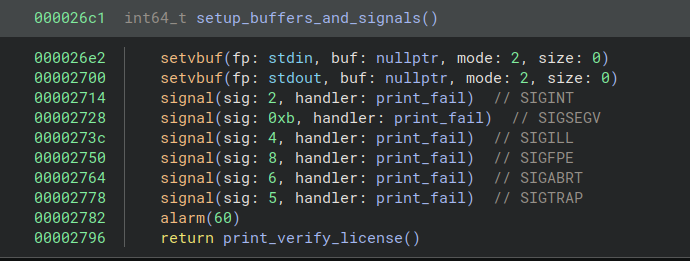 000026c1  int64_t setup_buffers_and_signals()
000026e2      setvbuf(fp: stdin, buf: nullptr, mode: 2, size: 0)
00002700      setvbuf(fp: stdout, buf: nullptr, mode: 2, size: 0)
00002714      signal(sig: 2, handler: print_fail)  // SIGINT
00002728      signal(sig: 0xb, handler: print_fail)  // SIGSEGV
0000273c      signal(sig: 4, handler: print_fail)  // SIGILL
00002750      signal(sig: 8, handler: print_fail)  // SIGFPE
00002764      signal(sig: 6, handler: print_fail)  // SIGABRT
00002778      signal(sig: 5, handler: print_fail)  // SIGTRAP
00002782      alarm(60)
00002796      return print_verify_license()